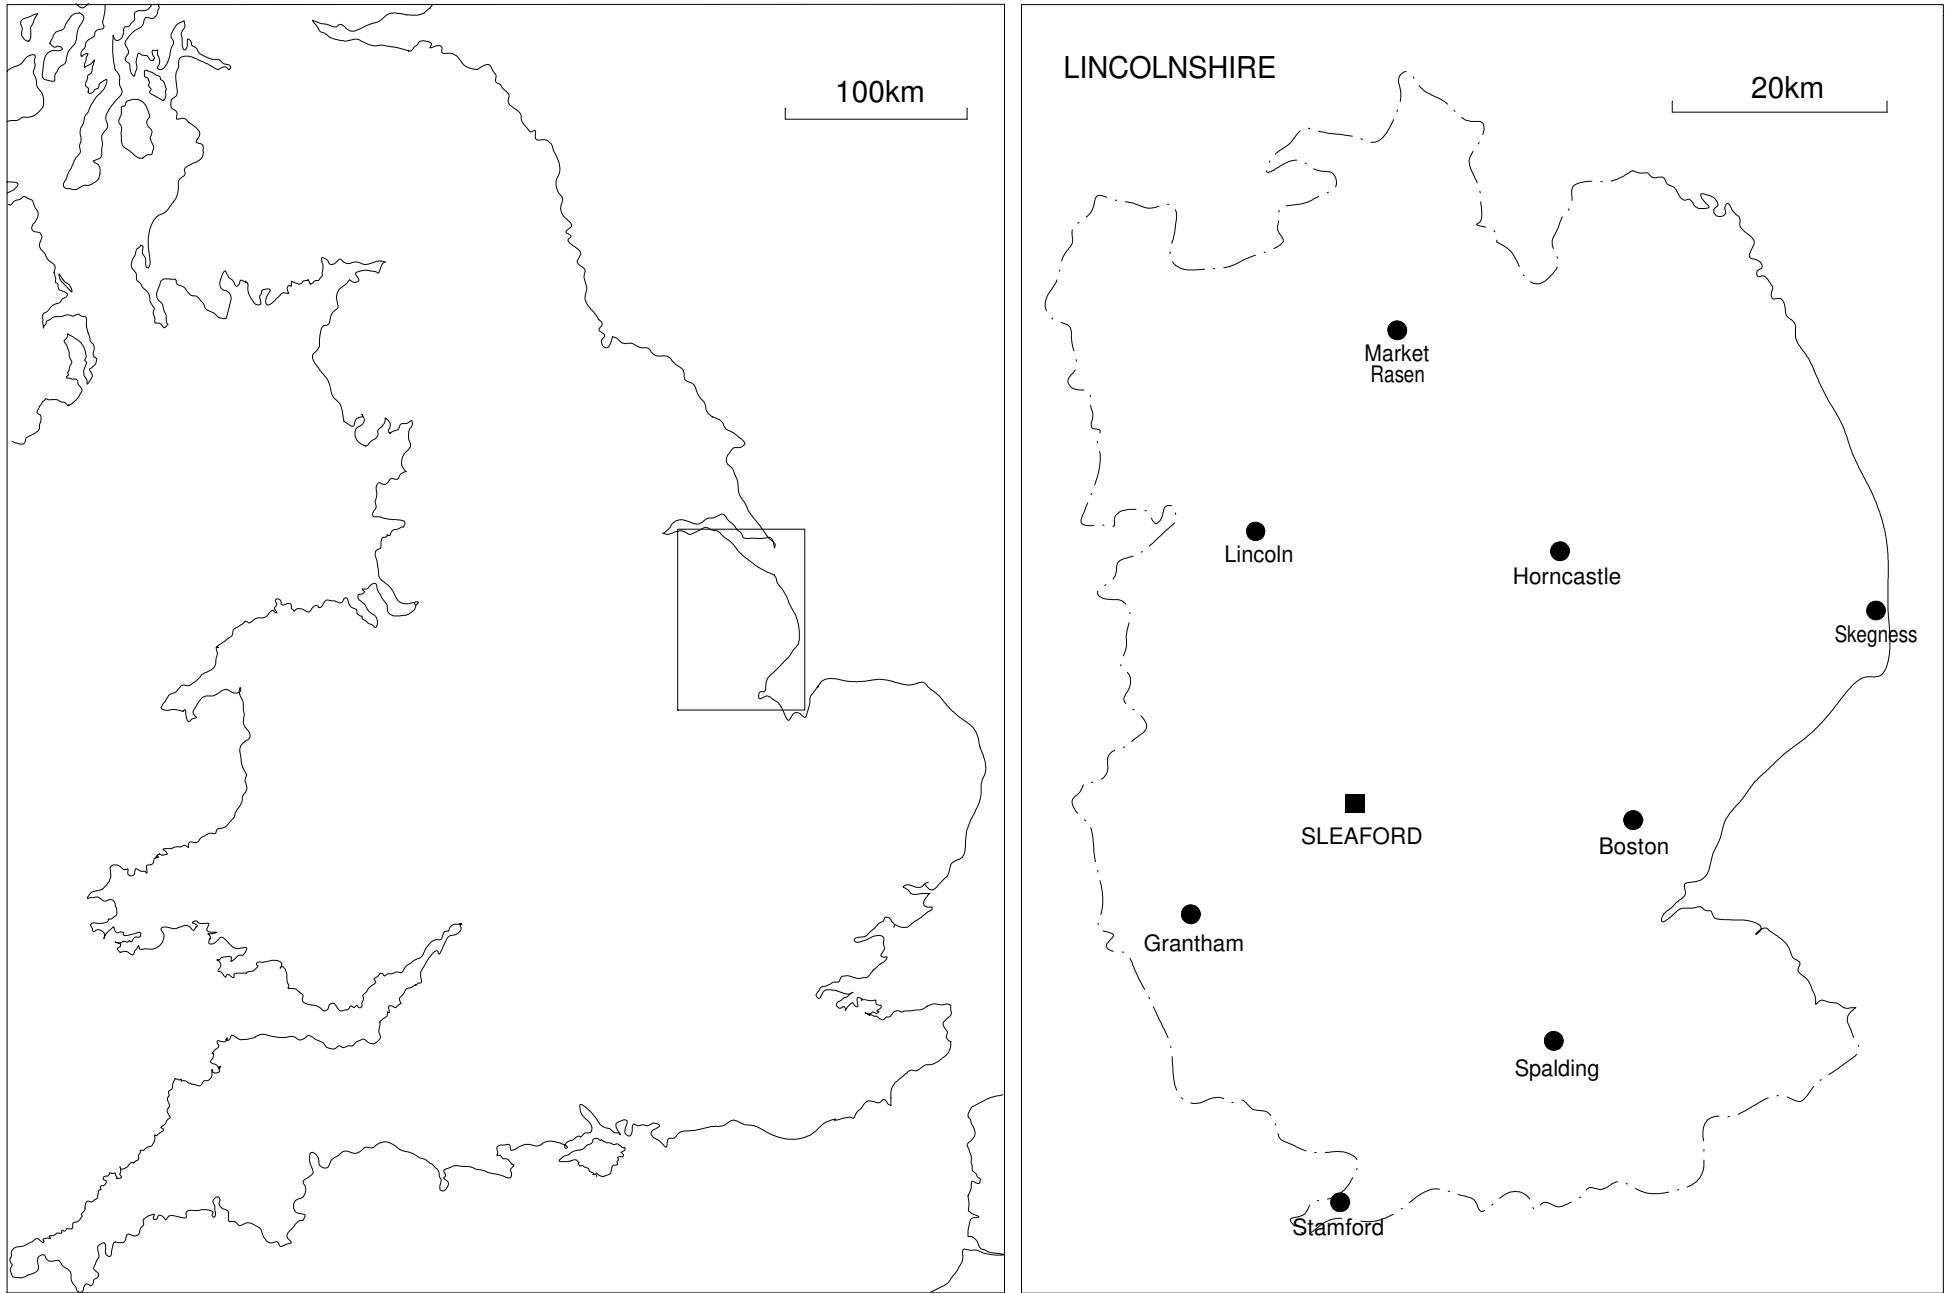 100km
LINCOLNSHIRE
20km
Market
Rasen
Lincoln
Horncastle
Skegness
SLEAFORD
Boston
Grantham
Spalding
Stamford